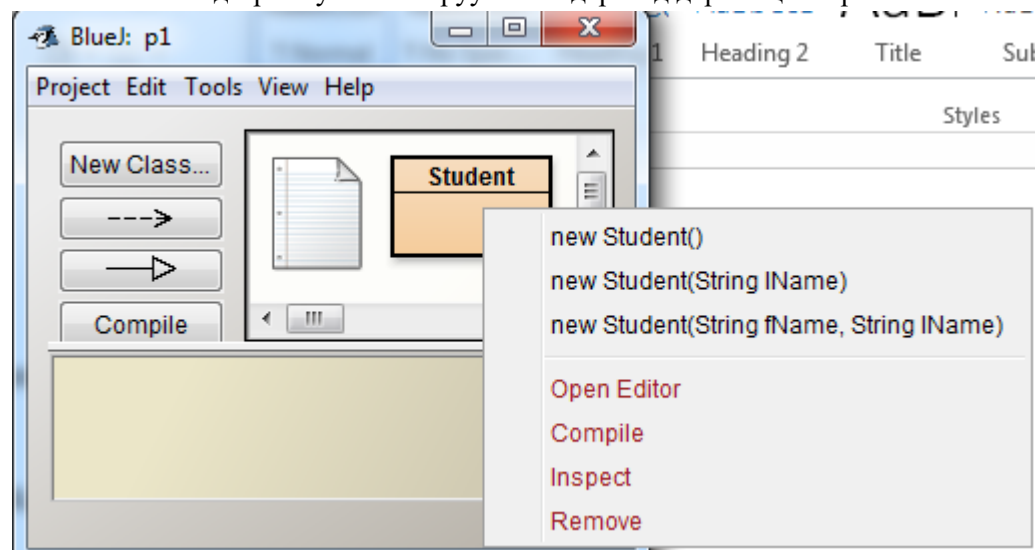 BlueJ: p1
Heading 2
Title
Project Edit Tools View Help
Styles
New Class...
Student
Compile
new Student()
new Student(String lName)
new Student(String fName, String lName)
Open Editor
Compile
Inspect
Remove